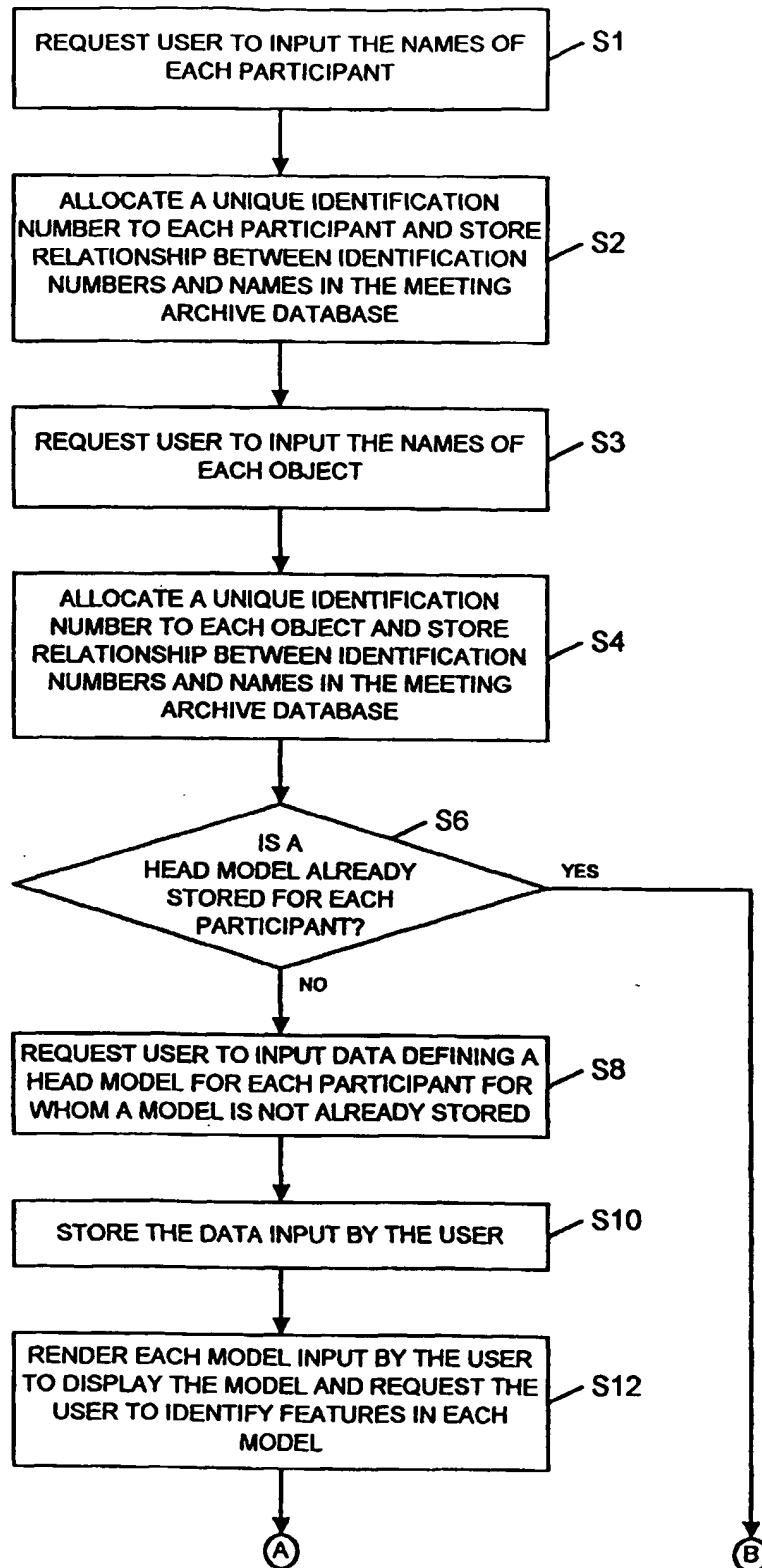 REQUEST USER TO INPUT THE NAMES OF
EACH PARTICIPANT
S1
ALLOCATE A UNIQUE IDENTIFICATION
NUMBER TO EACH PARTICIPANT AND STORE
RELATIONSHIP BETWEEN IDENTIFICATION
NUMBERS AND NAMES IN THE MEETING
ARCHIVE DATABASE
S2
REQUEST USER TO INPUT THE NAMES OF
EACH OBJECT
S3
ALLOCATE A UNIQUE IDENTIFICATION
NUMBER TO EACH OBJECT AND STORE
RELATIONSHIP BETWEEN IDENTIFICATION
NUMBERS AND NAMES IN THE MEETING
ARCHIVE DATABASE
S4
S6
IS A
HEAD MODEL ALREADY
STORED FOR EACH
PARTICIPANT?
YES
NO
REQUEST USER TO INPUT DATA DEFINING A
HEAD MODEL FOR EACH PARTICIPANT FOR
WHOM A MODEL IS NOT ALREADY STORED
S8
STORE THE DATA INPUT BY THE USER
S10
RENDER EACH MODEL INPUT BY THE USER
TO DISPLAY THE MODEL AND REQUEST THE
USER TO IDENTIFY FEATURES IN EACH
MODEL
S12
A
B